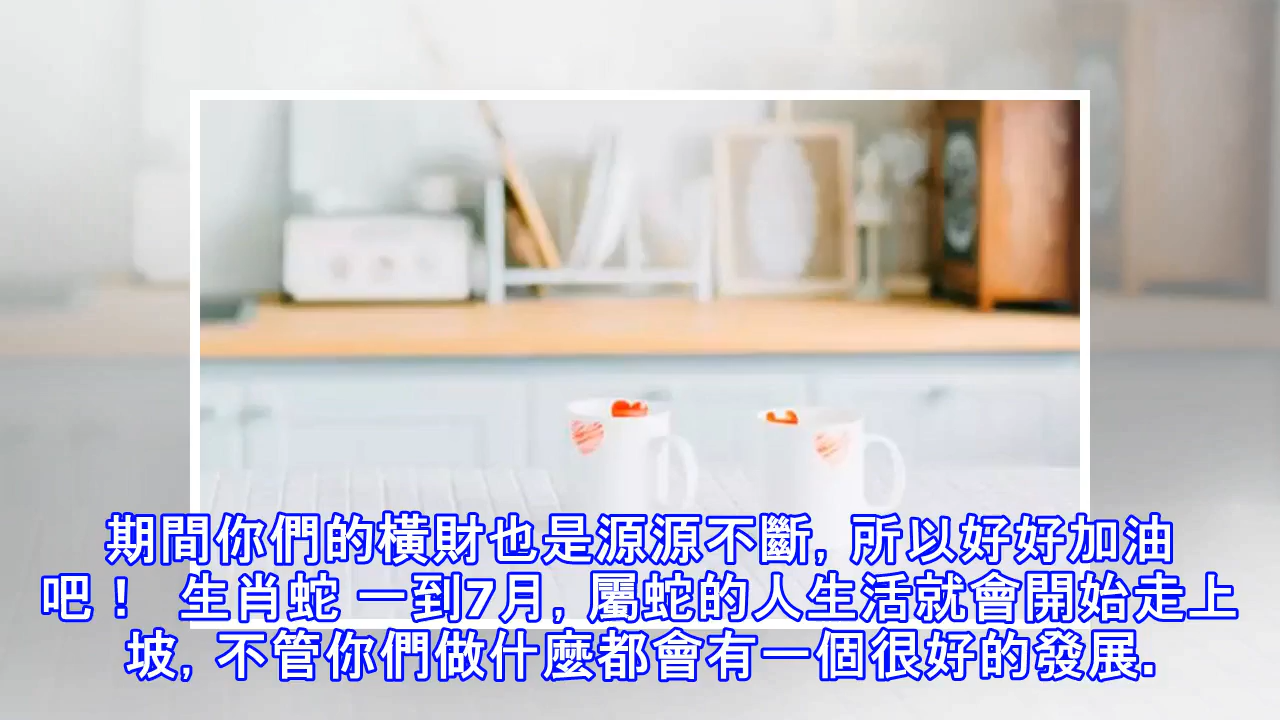 期間你們的橫財也是源源不斷, 所以好好加油
吧！ 生肖蛇 一到7月, 屬蛇的人生活就會開始走上
坡, 不管你們做什麼都會有一個很好的發展.